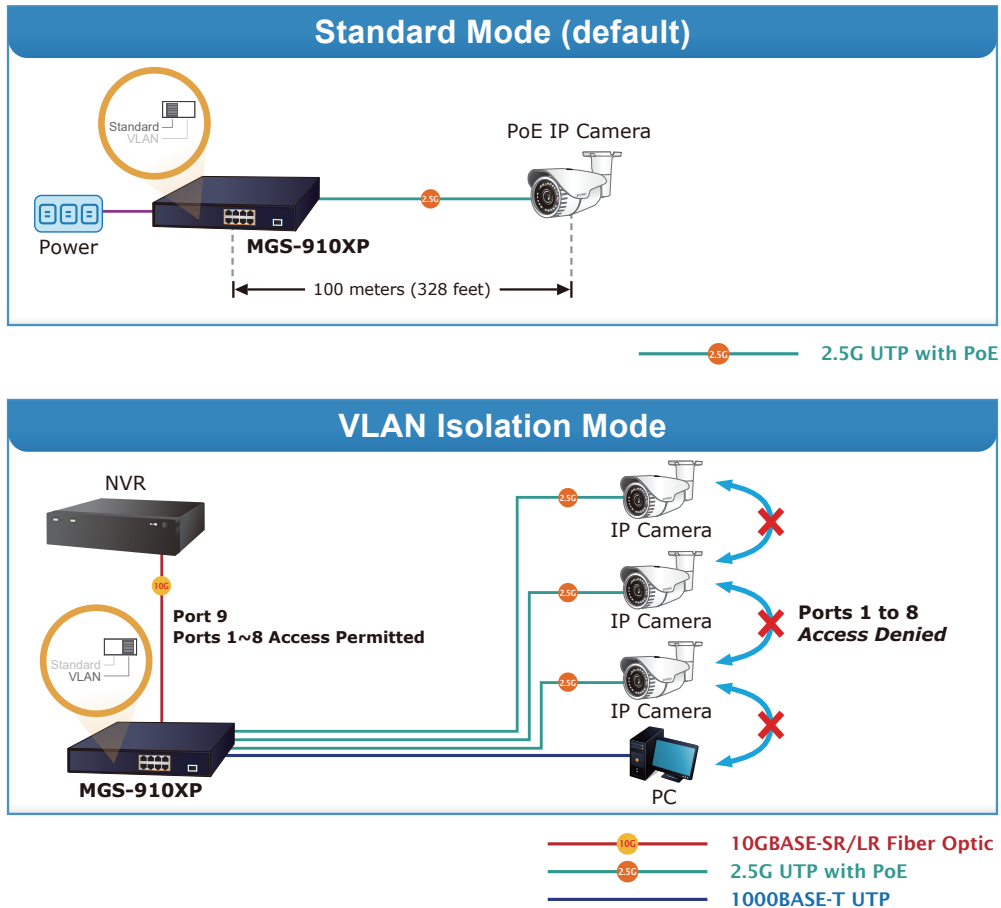 Standard Mode (default)
Standard
VLAN
PoE IP Camera
2.5G
Power
MGS-910XP
100 meters (328 feet)
2.5G
2.5G UTP with PoE
VLAN Isolation Mode
NVR
2.5G
IP Camera
10G
2.5G
Port 9
Ports 1~8 Access Permitted
IP Camera
Ports 1 to 8
Access Denied
Standard
VLAN
2.5G
IP Camera
MGS-910XP
PC
10G
10GBASE-SR/LR Fiber Optic
2.5G
2.5G UTP with PoE
1000BASE-T UTP